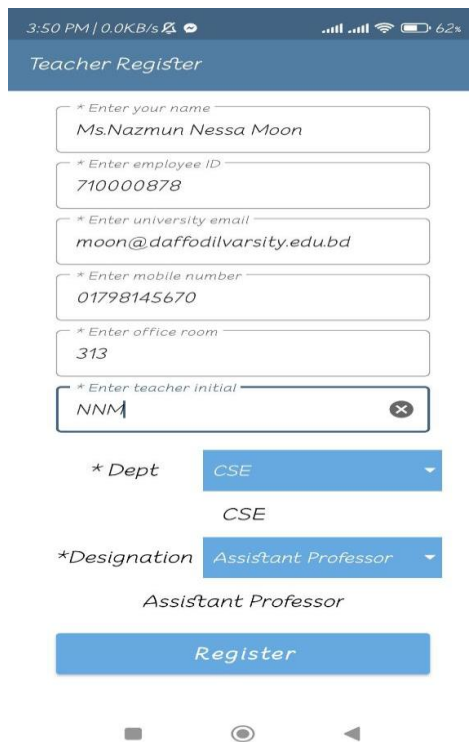 3:50 PM | 0.0KB/s 62%
Teacher Register
* Enter your name
Ms.Nazmun Nessa Moon
* Enter employee ID
710000878
* Enter university email
moon@daffodilvarsity.edu.bd
* Enter mobile number
01798145670
* Enter office room
313
* Enter teacher initial
NNM
* Dept CSE
CSE
*Designation Assistant Professor
Assistant Professor
Register